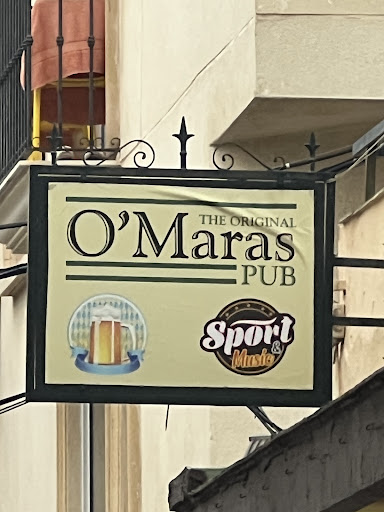 THE ORIGINAL
O'Maras
PUB
Sport
& Music